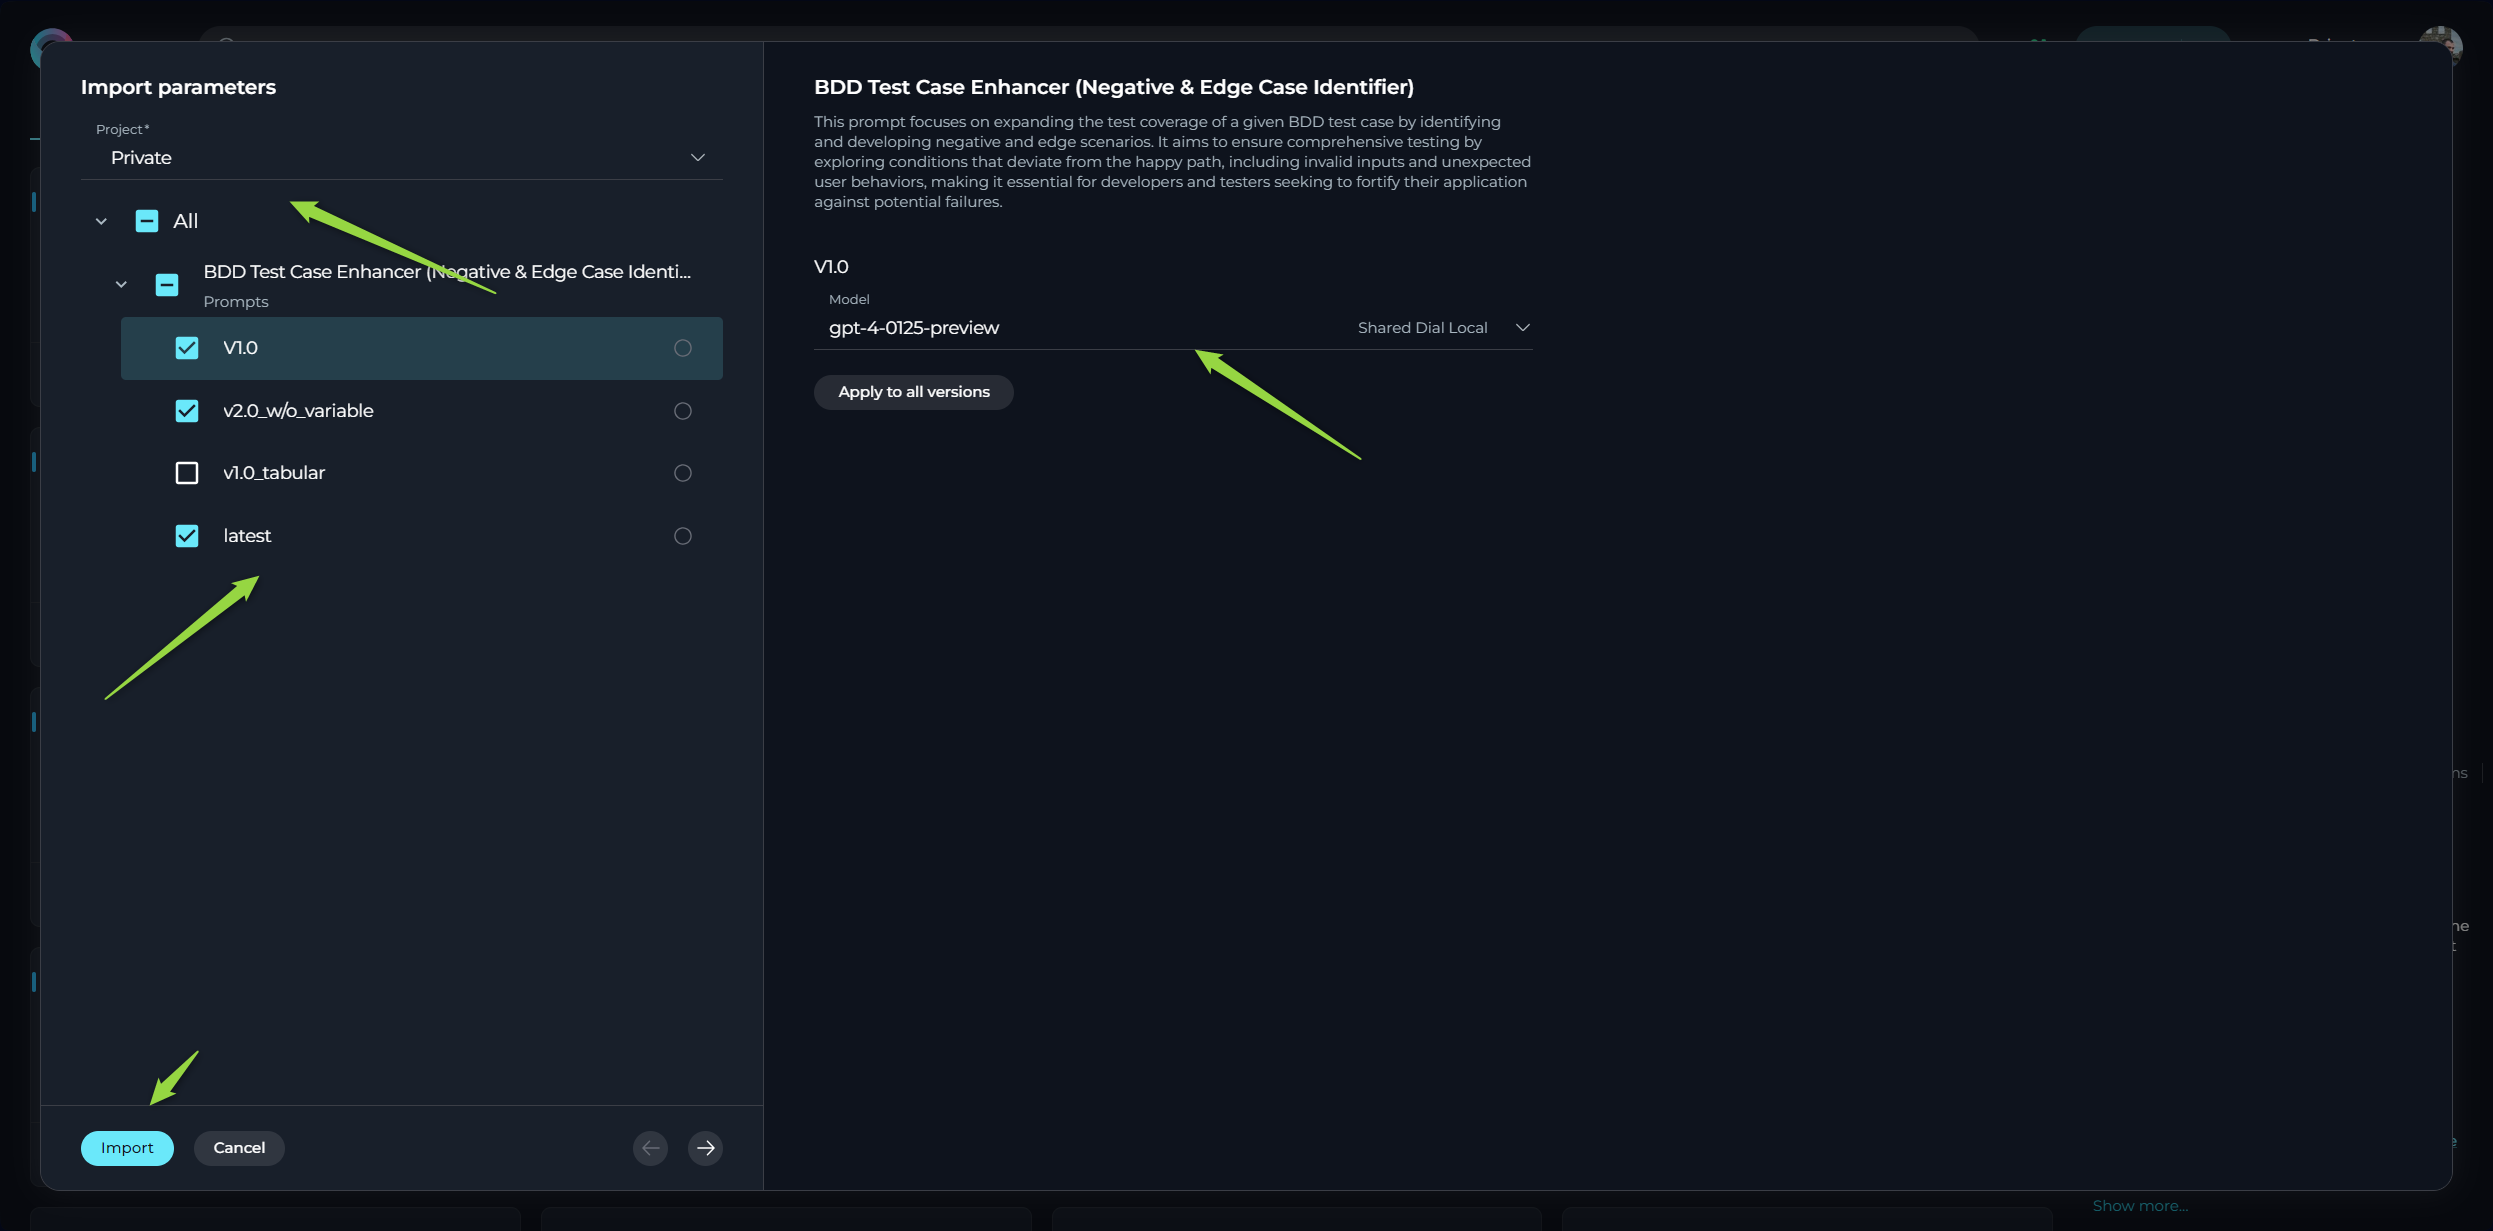 Import parameters
Project*
Private
All
BDD Test Case Enhancer (Negative & Edge Case Identi...
Prompts
V1.0
v2.0_w/o_variable
v1.0_tabular
latest
Import
Cancel
BDD Test Case Enhancer (Negative & Edge Case Identifier)
This prompt focuses on expanding the test coverage of a given BDD test case by identifying
and developing negative and edge scenarios. It aims to ensure comprehensive testing by
exploring conditions that deviate from the happy path, including invalid inputs and unexpected
user behaviors, making it essential for developers and testers seeking to fortify their application
against potential failures.
V1.0
Model
gpt-4-0125-preview
Shared Dial Local
Apply to all versions
Show more...